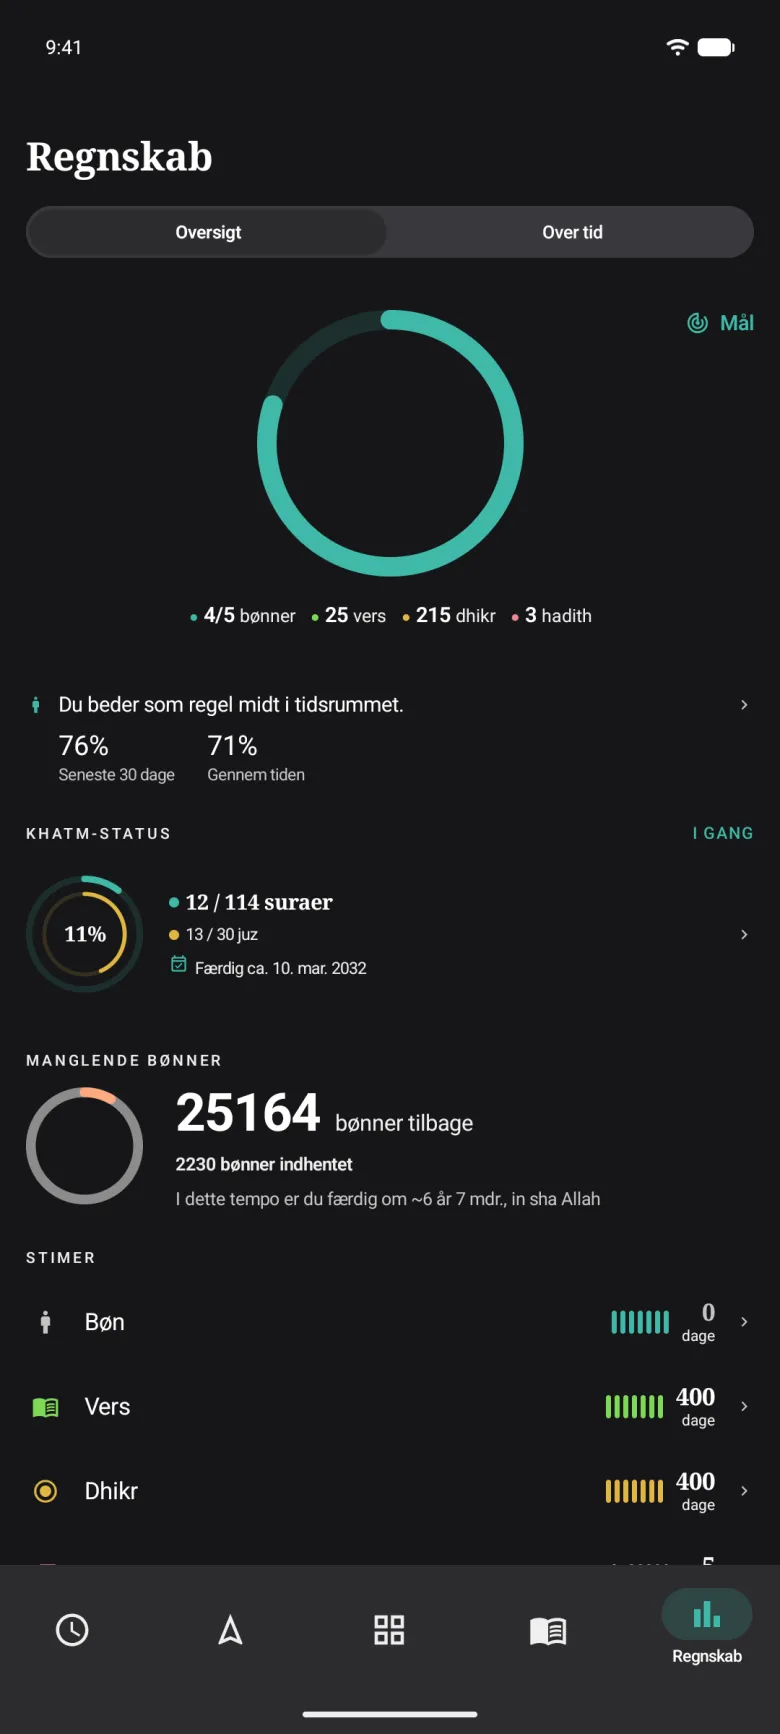 9:41
Regnskab
Oversigt
Over tid
Mål
4/5 bønner 25 vers 215 dhikr 3 hadith
Du beder som regel midt i tidsrummet.
76% 71%
Seneste 30 dage Gennem tiden
KHATM-STATUS I GANG
11%
12 / 114 suraer
13 / 30 juz
Færdig ca. 10. mar. 2032
MANGLENDE BØNNER
25164 bønner tilbage
2230 bønner indhentet
I dette tempo er du færdig om ~6 år 7 mdr., in sha Allah
STIMER
Bøn 0
dage
Vers 400
dage
Dhikr 400
dage
Regnskab